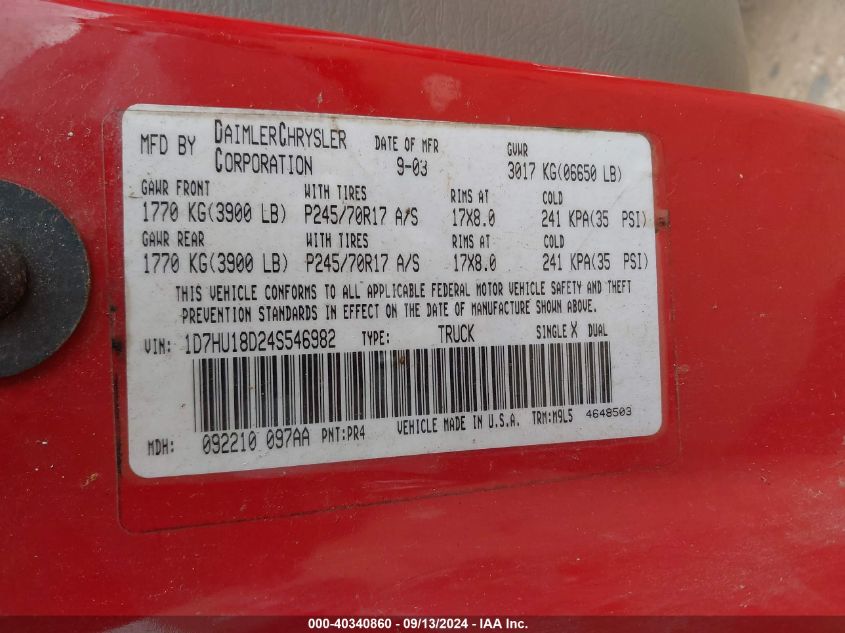 MFD BY DAIMLERCHRYSLER CORPORATION DATE OF MFR 9-03 GVWR 3017 KG(06650 LB)
GAWR FRONT WITH TIRES RIMS AT COLD
1770 KG(3900 LB) P245/70R17 A/S 17X8.0 241 KPA(35 PSI)
GAWR REAR WITH TIRES RIMS AT COLD
1770 KG(3900 LB) P245/70R17 A/S 17X8.0 241 KPA(35 PSI)
THIS VEHICLE CONFORMS TO ALL APPLICABLE FEDERAL MOTOR VEHICLE SAFETY AND THEFT
PREVENTION STANDARDS IN EFFECT ON THE DATE OF MANUFACTURE SHOWN ABOVE.
VIN: 1D7HU18D24S546982 TYPE: TRUCK SINGLE X DUAL
MDH: 092210 097AA PNT:PR4 VEHICLE MADE IN U.S.A. TRM:M9L5 4648503
000-40340860 - 09/13/2024 - IAA Inc.